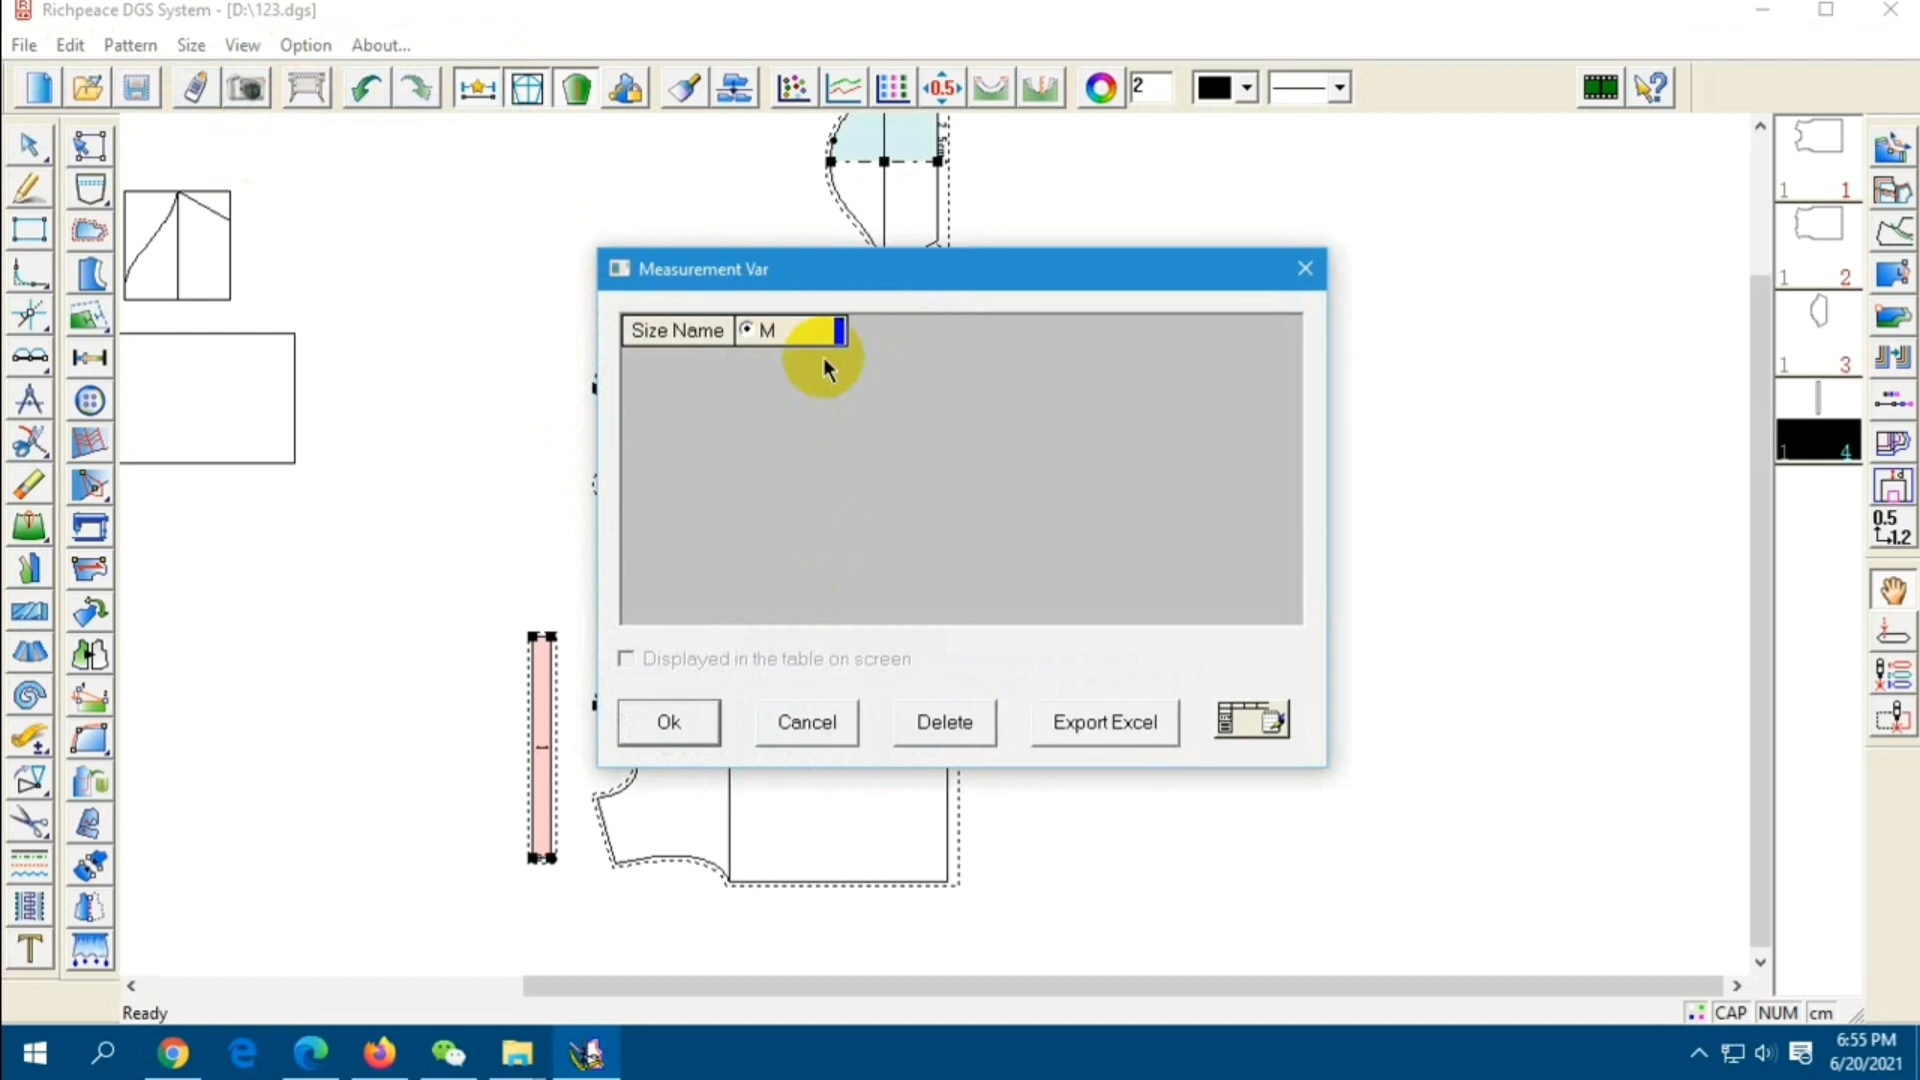 Richpeace DGS System - [D:\123.dgs]
File Edit Pattern Size View Option About...
0.5
2
1 1
1 2
1 3
1 4
0.5
1.2
Measurement Var
Size Name M
Displayed in the table on screen
Ok Cancel Delete Export Excel
Ready
CAP NUM cm
6:55 PM
6/20/2021